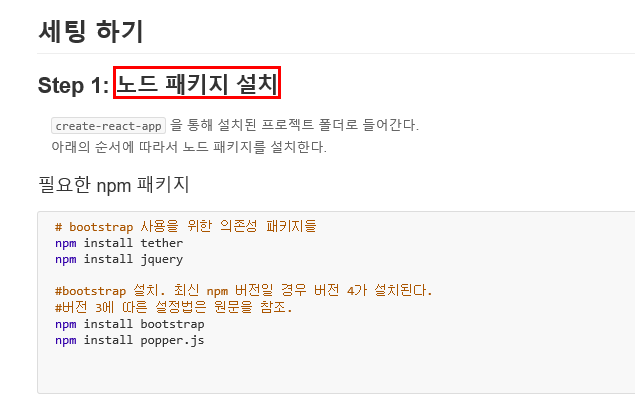 세팅 하기
Step 1: 노드 패키지 설치
create-react-app 을 통해 설치된 프로젝트 폴더로 들어간다.
아래의 순서에 따라서 노드 패키지를 설치한다.
필요한 npm 패키지
# bootstrap 사용을 위한 의존성 패키지들
npm install tether
npm install jquery
#bootstrap 설치. 최신 npm 버전일 경우 버전 4가 설치된다.
#버전 3에 따른 설정법은 원문을 참조.
npm install bootstrap
npm install popper.js